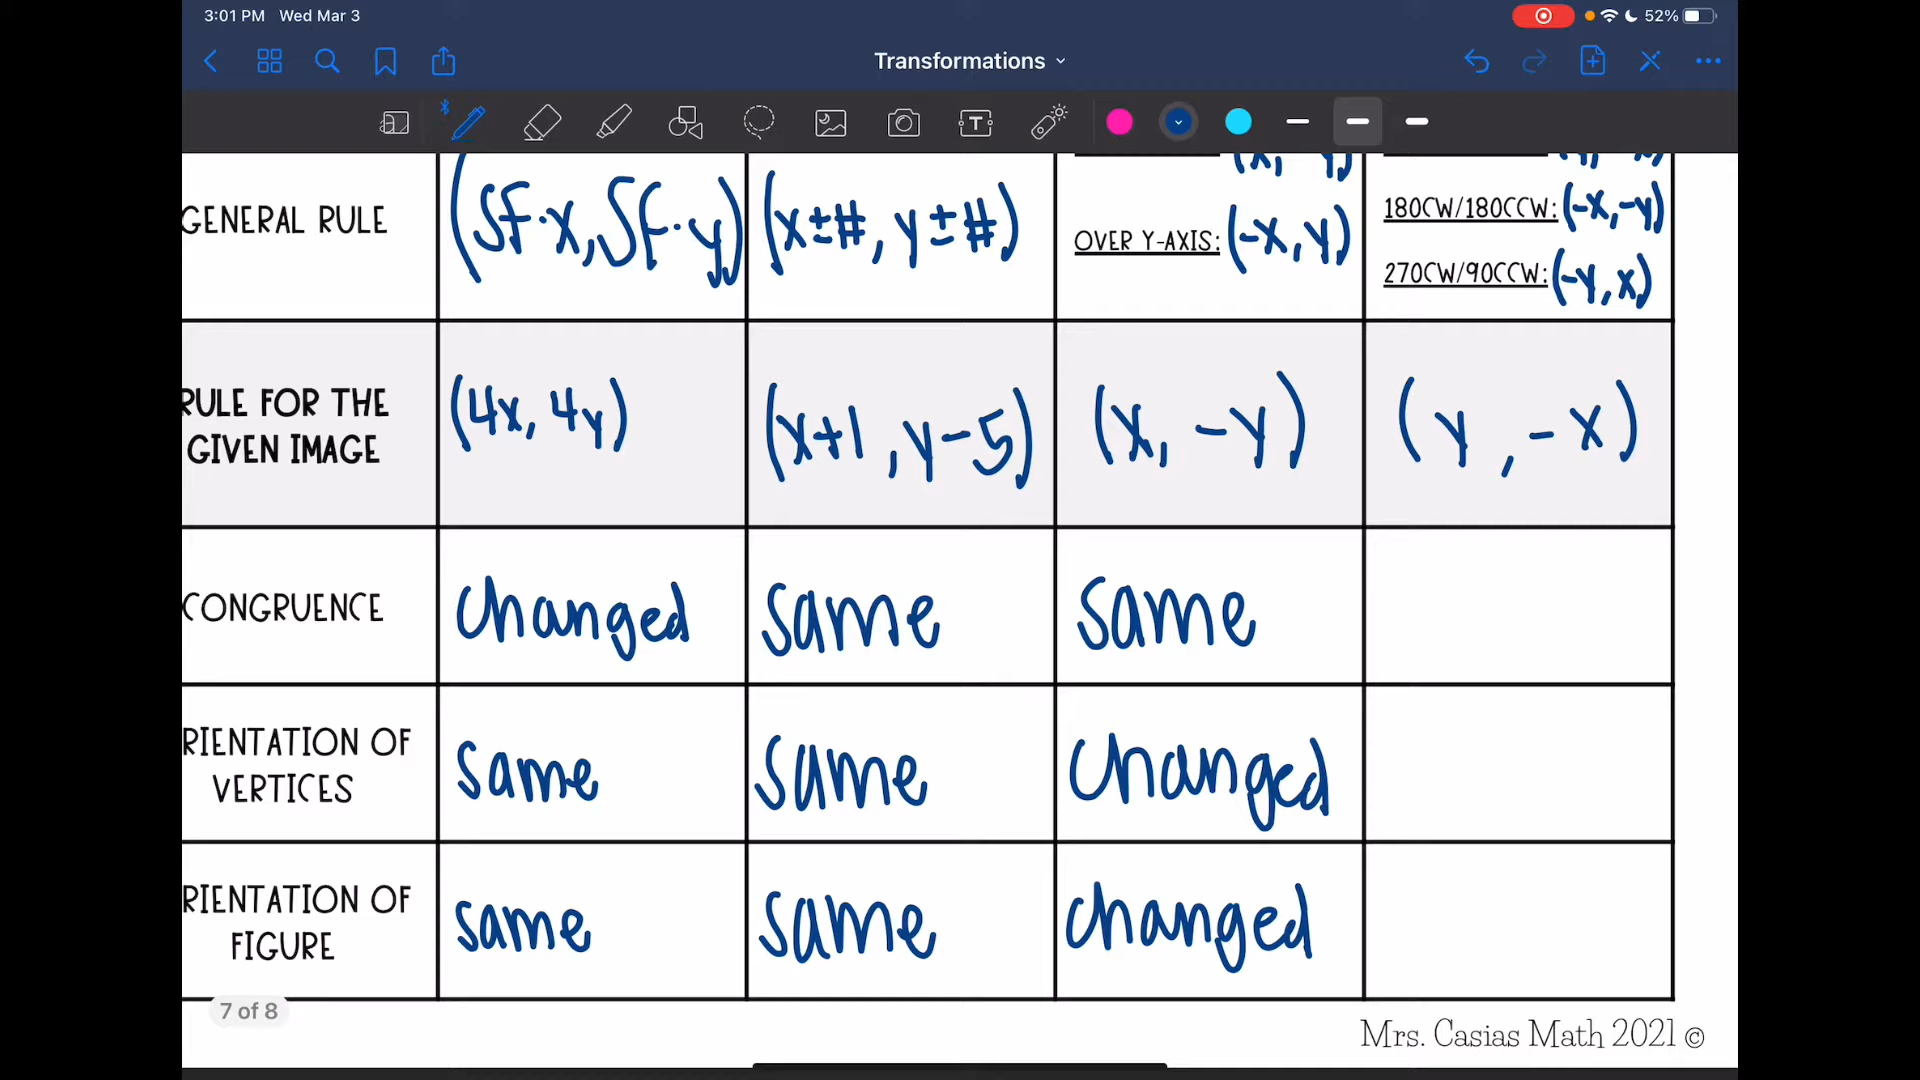 3:01 PM Wed Mar 3
52%
Transformations
T
GENERAL RULE
(SF·x, SF·y)
(x±#, y±#)
OVER Y-AXIS: (-x, y)
180CW/180CCW: (-x,-y)
270CW/90CCW: (-y, x)
RULE FOR THE
GIVEN IMAGE
(4x, 4y)
(x+1, y-5)
(x, -y)
(y, -x)
CONGRUENCE
changed
same
same
RIENTATION OF
VERTICES
same
same
changed
RIENTATION OF
FIGURE
same
same
changed
7 of 8
Mrs. Casias Math 2021 ©